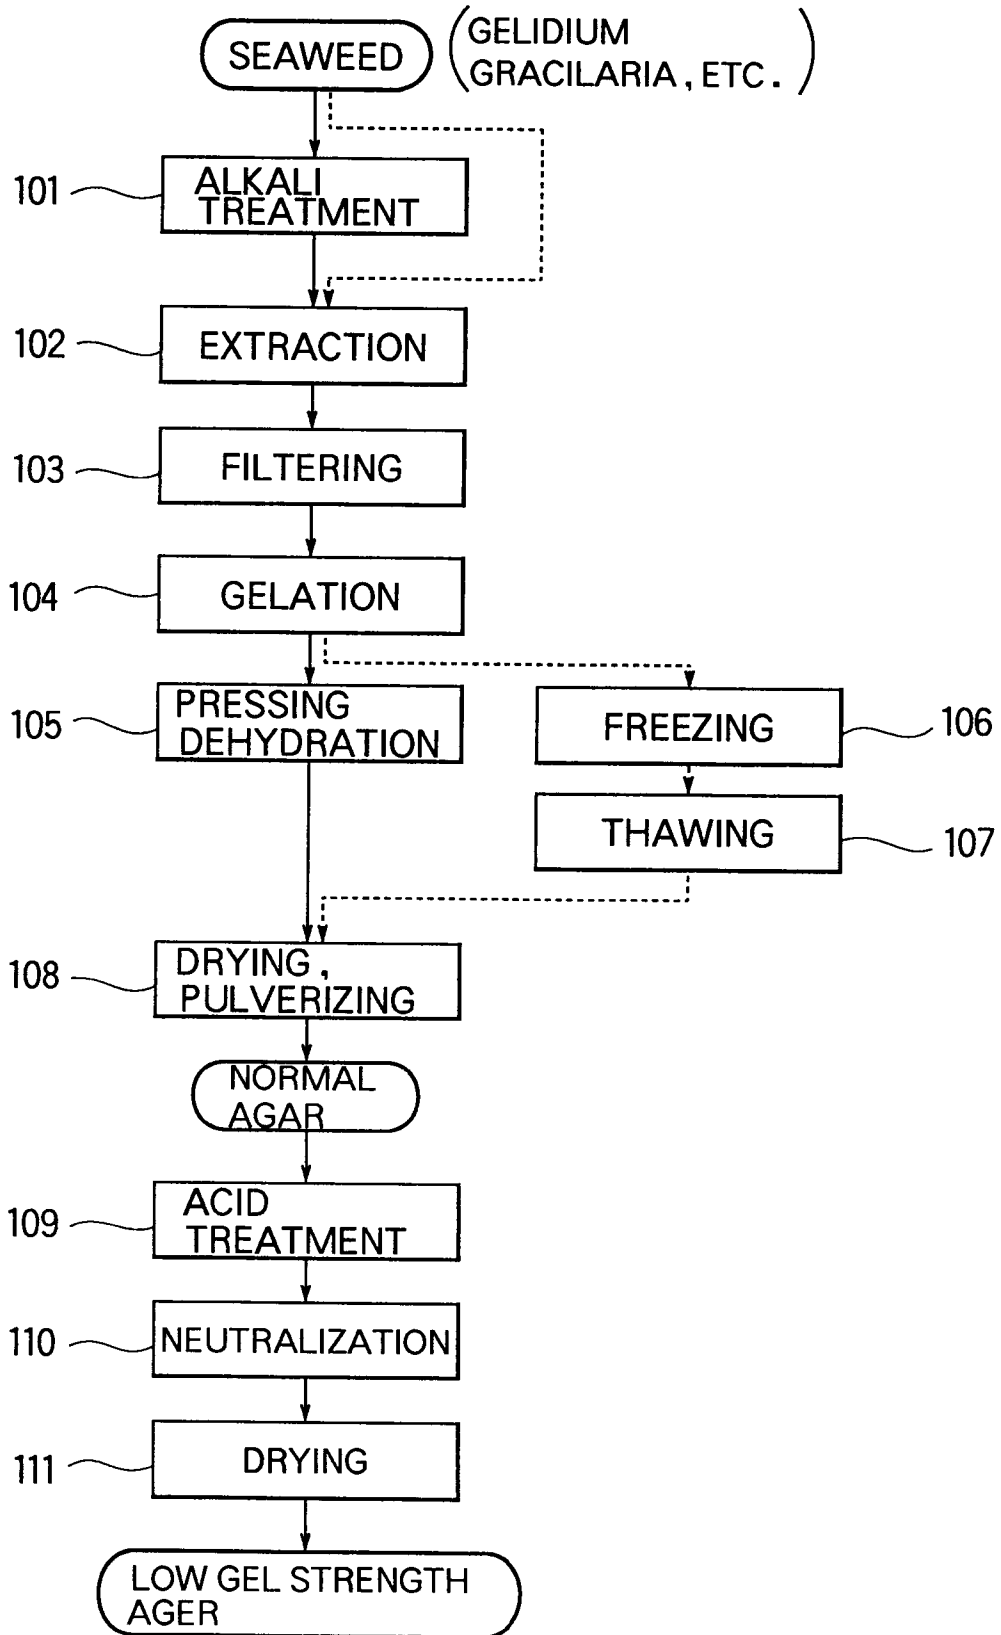 SEAWEED
(GELIDIUM
GRACILARIA, ETC.)
101
ALKALI
TREATMENT
102
EXTRACTION
103
FILTERING
104
GELATION
105
PRESSING
DEHYDRATION
FREEZING
106
THAWING
107
108
DRYING,
PULVERIZING
NORMAL
AGAR
109
ACID
TREATMENT
110
NEUTRALIZATION
111
DRYING
LOW GEL STRENGTH
AGER